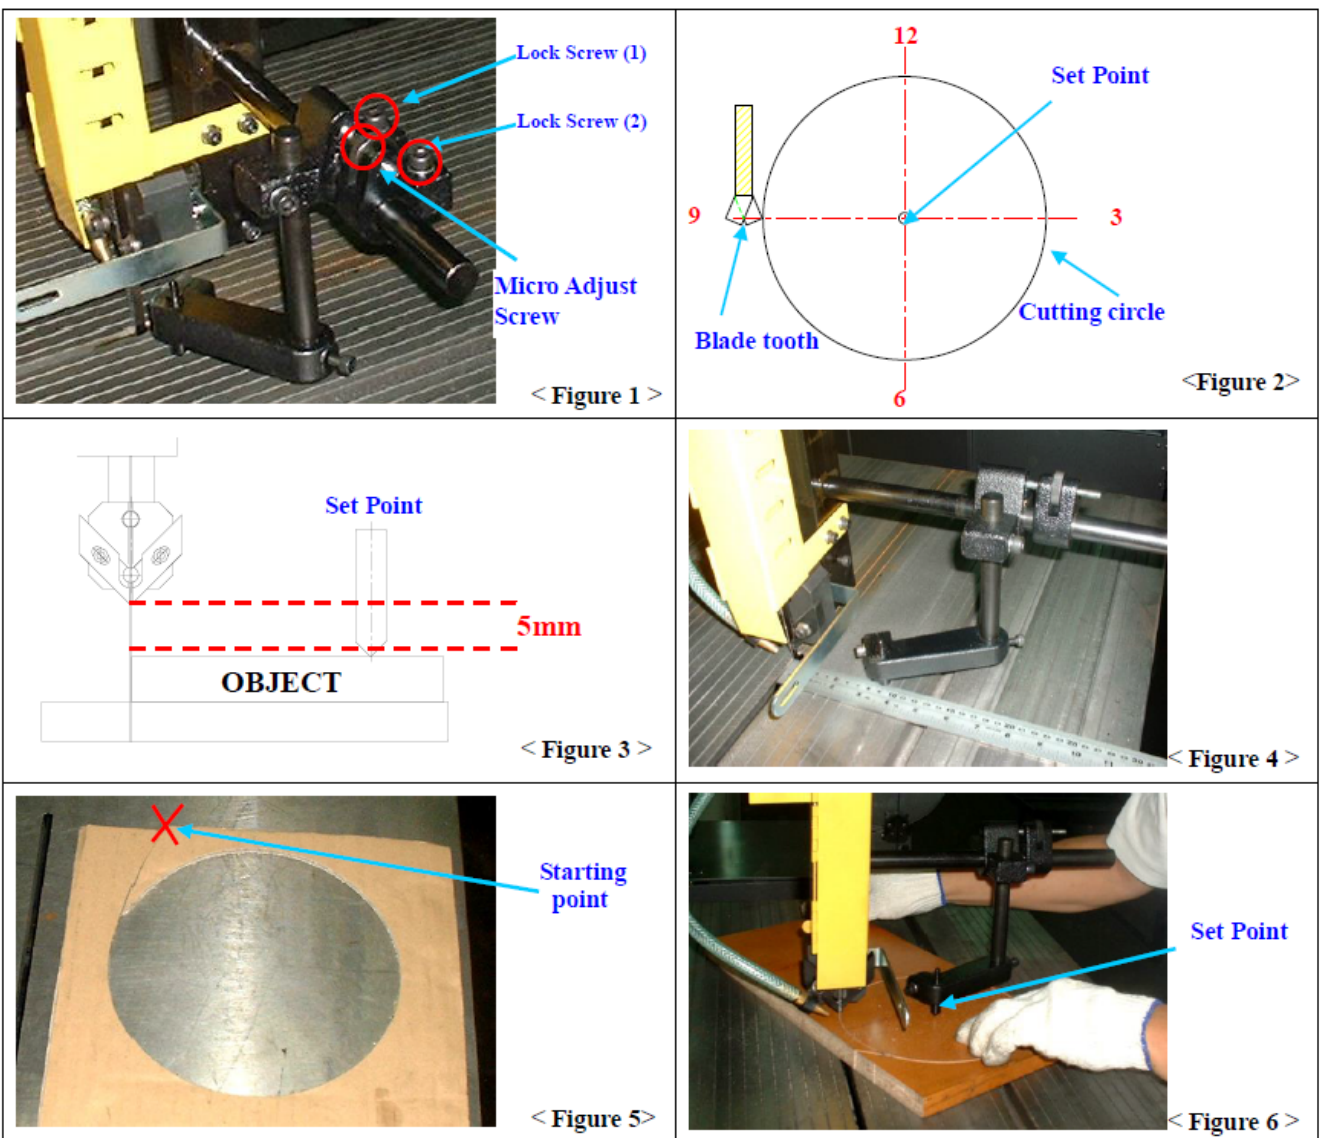 Lock Screw (1)
Lock Screw (2)
Micro Adjust
Screw
< Figure 1 >
12
Set Point
9
3
Cutting circle
Blade tooth
6
<Figure 2>
Set Point
5mm
OBJECT
< Figure 3 >
< Figure 4 >
Starting
point
< Figure 5>
Set Point
< Figure 6 >